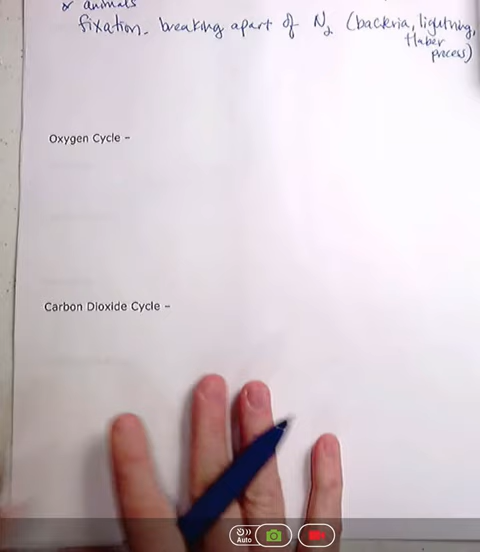 & animals
fixation - breaking apart of N2 (bacteria, lightning,
Haber
process)
Oxygen Cycle -
Carbon Dioxide Cycle -
Auto